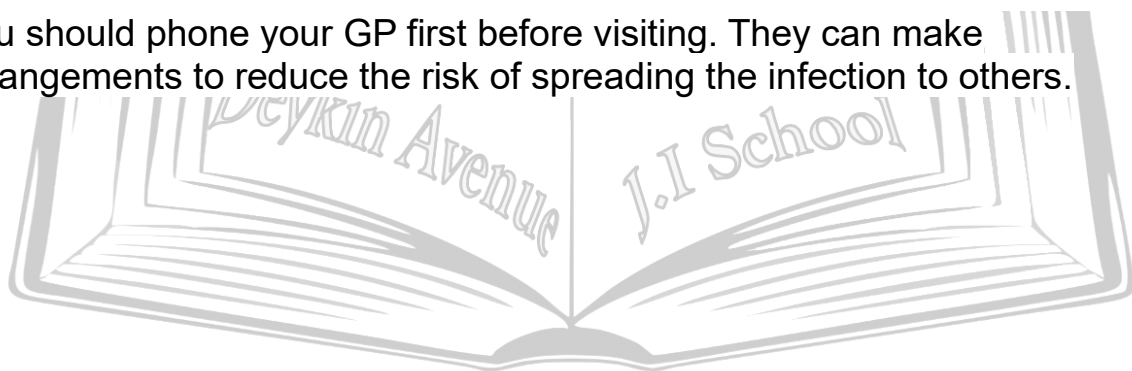 u should phone your GP first before visiting. They can make
angements to reduce the risk of spreading the infection to others.
Deykin Avenue
J.I School